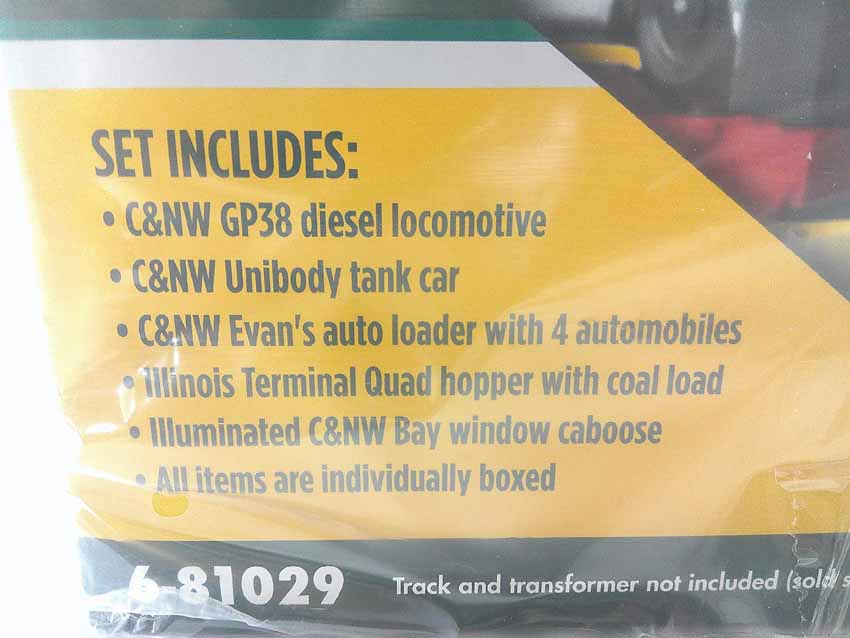 SET INCLUDES:
• C&NW GP38 diesel locomotive
• C&NW Unibody tank car
• C&NW Evan's auto loader with 4 automobiles
• Illinois Terminal Quad hopper with coal load
• Illuminated C&NW Bay window caboose
• All items are individually boxed
6-81029 Track and transformer not included (sold